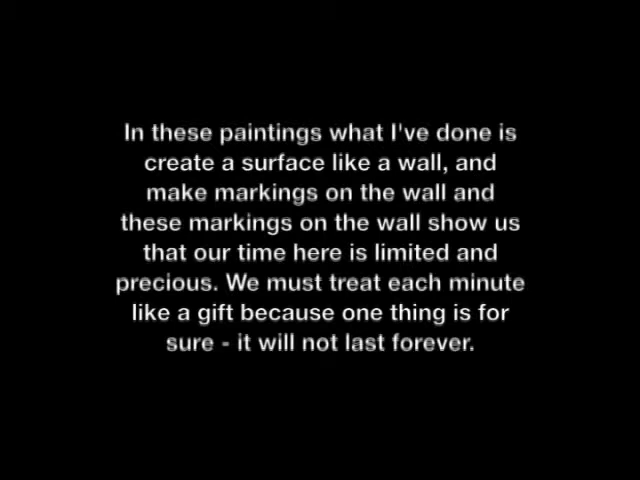 In these paintings what I've done is
create a surface like a wall, and
make markings on the wall and
these markings on the wall show us
that our time here is limited and
precious. We must treat each minute
like a gift because one thing is for
sure - it will not last forever.